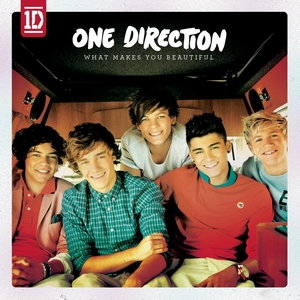 1D
ONE DIRECTION
WHAT MAKES YOU BEAUTIFUL